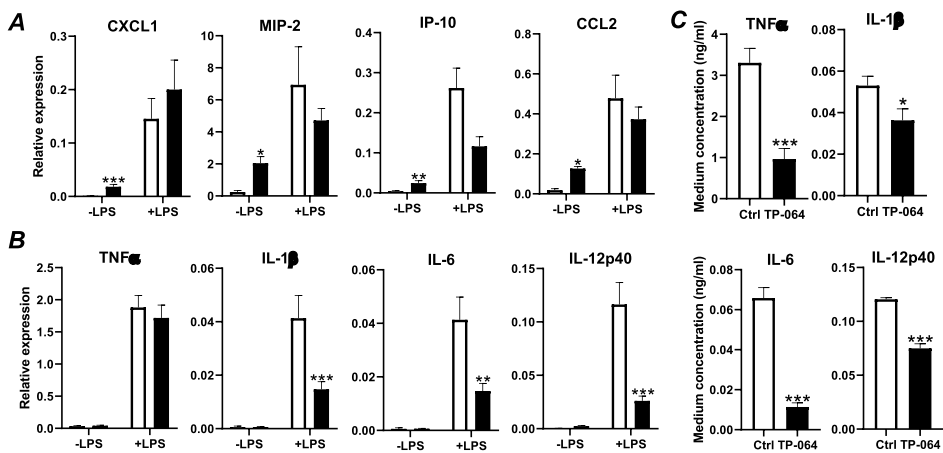 A
CXCL1
MIP-2
IP-10
CCL2
Relative expression
0.3
0.2
0.1
0.0
***
-LPS
+LPS
10
8
6
4
2
0
*
-LPS
+LPS
0.4
0.3
0.2
0.1
0.0
**
-LPS
+LPS
0.8
0.6
0.4
0.2
0.0
*
-LPS
+LPS
B
TNFα
IL-1β
IL-6
IL-12p40
Relative expression
2.5
2.0
1.5
1.0
0.5
0.0
-LPS
+LPS
0.06
0.04
0.02
0.00
***
-LPS
+LPS
0.06
0.04
0.02
0.00
**
-LPS
+LPS
0.15
0.10
0.05
0.00
***
-LPS
+LPS
C
TNFα
IL-1β
Medium concentration (ng/ml)
4
3
2
1
0
***
Ctrl TP-064
0.08
0.06
0.04
0.02
0.00
*
Ctrl TP-064
IL-6
IL-12p40
Medium concentration (ng/ml)
0.08
0.06
0.04
0.02
0.00
***
Ctrl TP-064
0.15
0.10
0.05
0.00
***
Ctrl TP-064